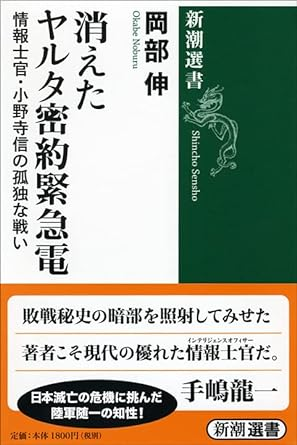 新潮選書
Shincho Sensho
岡部 伸
Okabe Noboru
消えた
ヤルタ密約緊急電
情報士官・小野寺信の孤独な戦い
敗戦秘史の暗部を照射してみせた
著者こそ現代の優れた情報士官だ。
インテリジェンスオフィサー
手嶋龍一
日本滅亡の危機に挑んだ
陸軍随一の知性!
定価:本体1800円(税別)
新潮選書